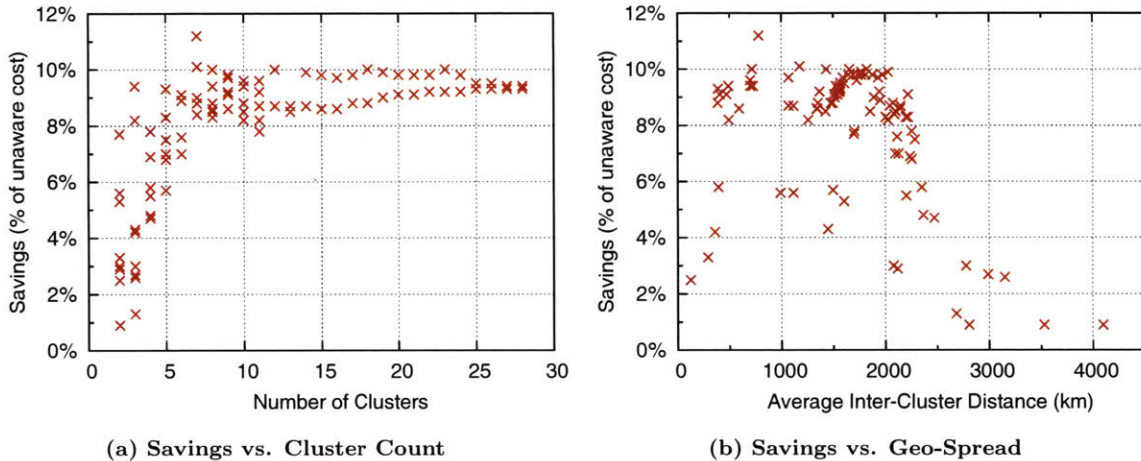 Savings (% of unaware cost)
12%
10%
8%
6%
4%
2%
0%
0 5 10 15 20 25 30
Number of Clusters
(a) Savings vs. Cluster Count
Savings (% of unaware cost)
12%
10%
8%
6%
4%
2%
0%
0 1000 2000 3000 4000
Average Inter-Cluster Distance (km)
(b) Savings vs. Geo-Spread